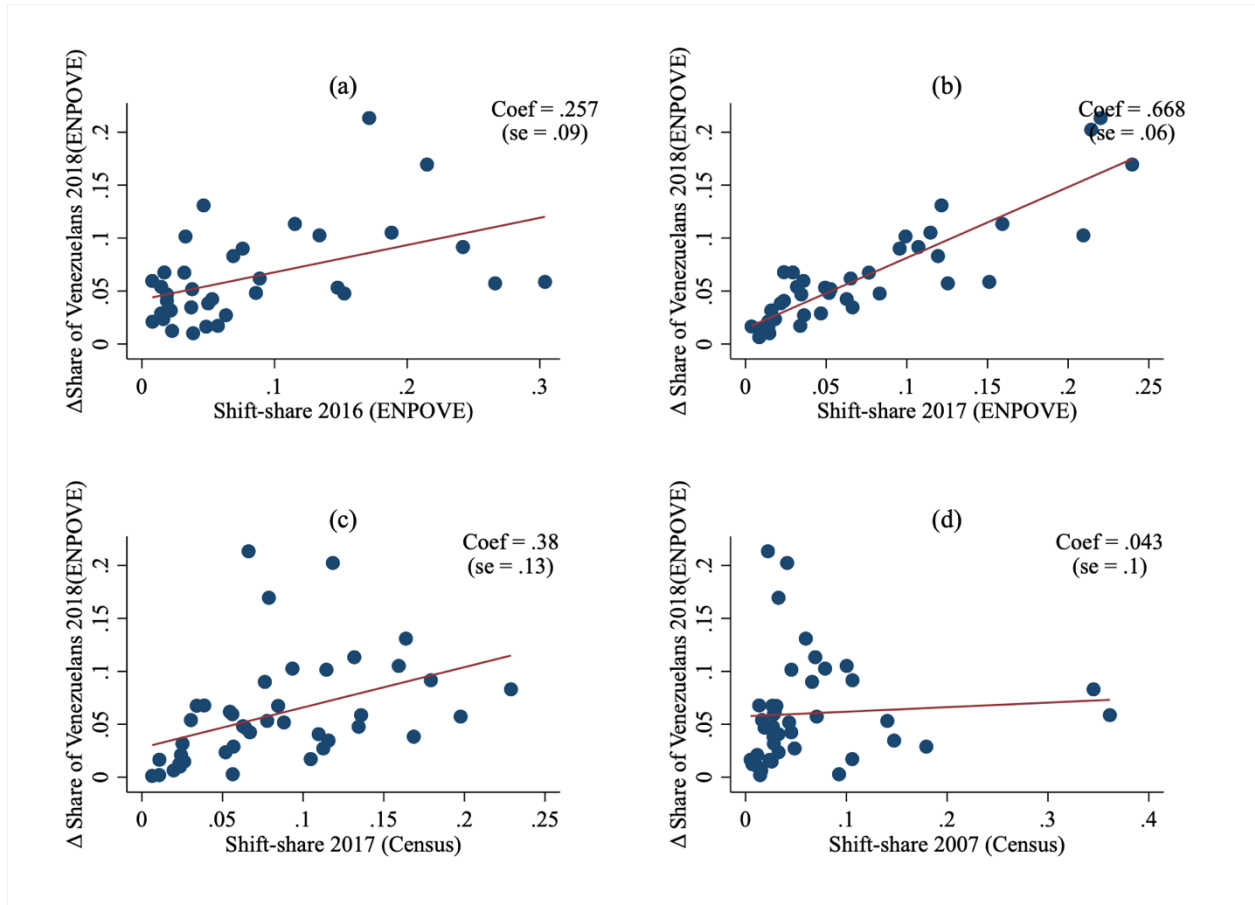 (a)
Coef = .257
(se = .09)
ΔShare of Venezuelans 2018(ENPOVE)
.2
.15
.1
.05
0
0
.1
.2
.3
Shift-share 2016 (ENPOVE)
(b)
Coef = .668
(se = .06)
Δ Share of Venezuelans 2018(ENPOVE)
.2
.15
.1
.05
0
0
.05
.1
.15
.2
.25
Shift-share 2017 (ENPOVE)
(c)
Coef = .38
(se = .13)
Δ Share of Venezuelans 2018(ENPOVE)
.2
.15
.1
.05
0
0
.05
.1
.15
.2
.25
Shift-share 2017 (Census)
(d)
Coef = .043
(se = .1)
Δ Share of Venezuelans 2018(ENPOVE)
.2
.15
.1
.05
0
0
.1
.2
.3
.4
Shift-share 2007 (Census)